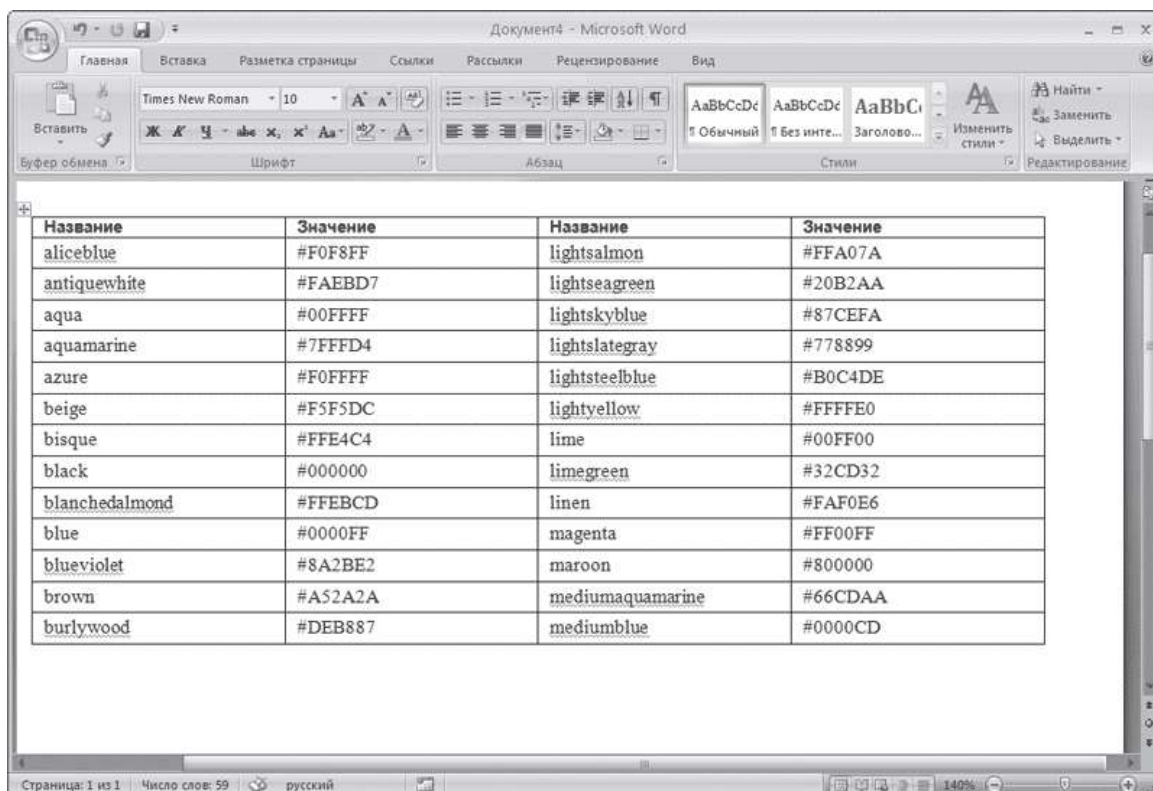 Документ4 - Microsoft Word
Главная Вставка Разметка страницы Ссылки Рассылки Рецензирование Вид
Вставить
Times New Roman 10
Ж К Ч abc x, x² Aa A
AaBbCcDc AaBbCcDc AaBbC
¶ Обычный ¶ Без инте... Заголово...
Изменить стили
Найти
Заменить
Выделить
Буфер обмена Шрифт Абзац Стили Редактирование
Название Значение Название Значение
aliceblue #F0F8FF lightsalmon #FFA07A
antiquewhite #FAEBD7 lightseagreen #20B2AA
aqua #00FFFF lightskyblue #87CEFA
aquamarine #7FFFD4 lightslategray #778899
azure #F0FFFF lightsteelblue #B0C4DE
beige #F5F5DC lightyellow #FFFFE0
bisque #FFE4C4 lime #00FF00
black #000000 limegreen #32CD32
blanchedalmond #FFEBCD linen #FAF0E6
blue #0000FF magenta #FF00FF
blueviolet #8A2BE2 maroon #800000
brown #A52A2A mediumaquamarine #66CDAA
burlywood #DEB887 mediumblue #0000CD
Страница: 1 из 1 Число слов: 59 русский 140%